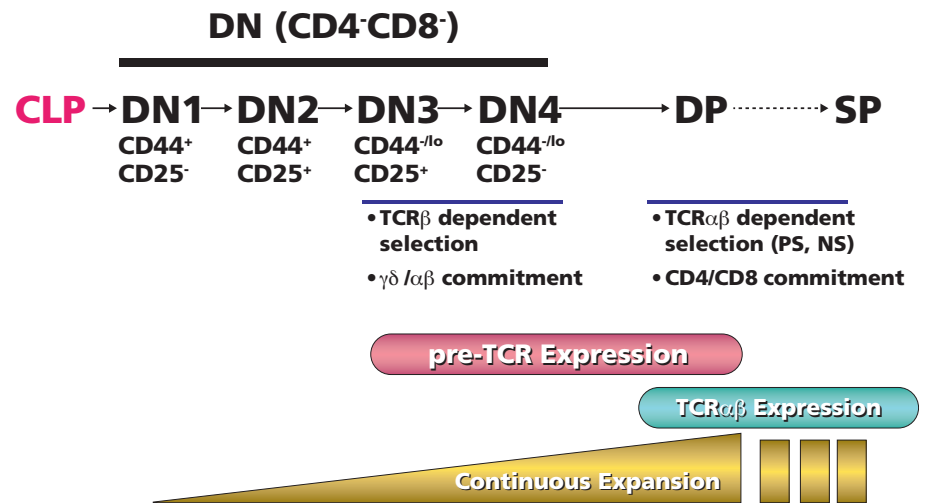 DN (CD4⁻CD8⁻)
CLP DN1 DN2 DN3 DN4 DP SP
CD44⁺ CD44⁺ CD44⁻/ˡᵒ CD44⁻/ˡᵒ
CD25⁻ CD25⁺ CD25⁺ CD25⁻
• TCRβ dependent
selection
• γδ /αβ commitment
• TCRαβ dependent
selection (PS, NS)
• CD4/CD8 commitment
pre-TCR Expression
TCRαβ Expression
Continuous Expansion